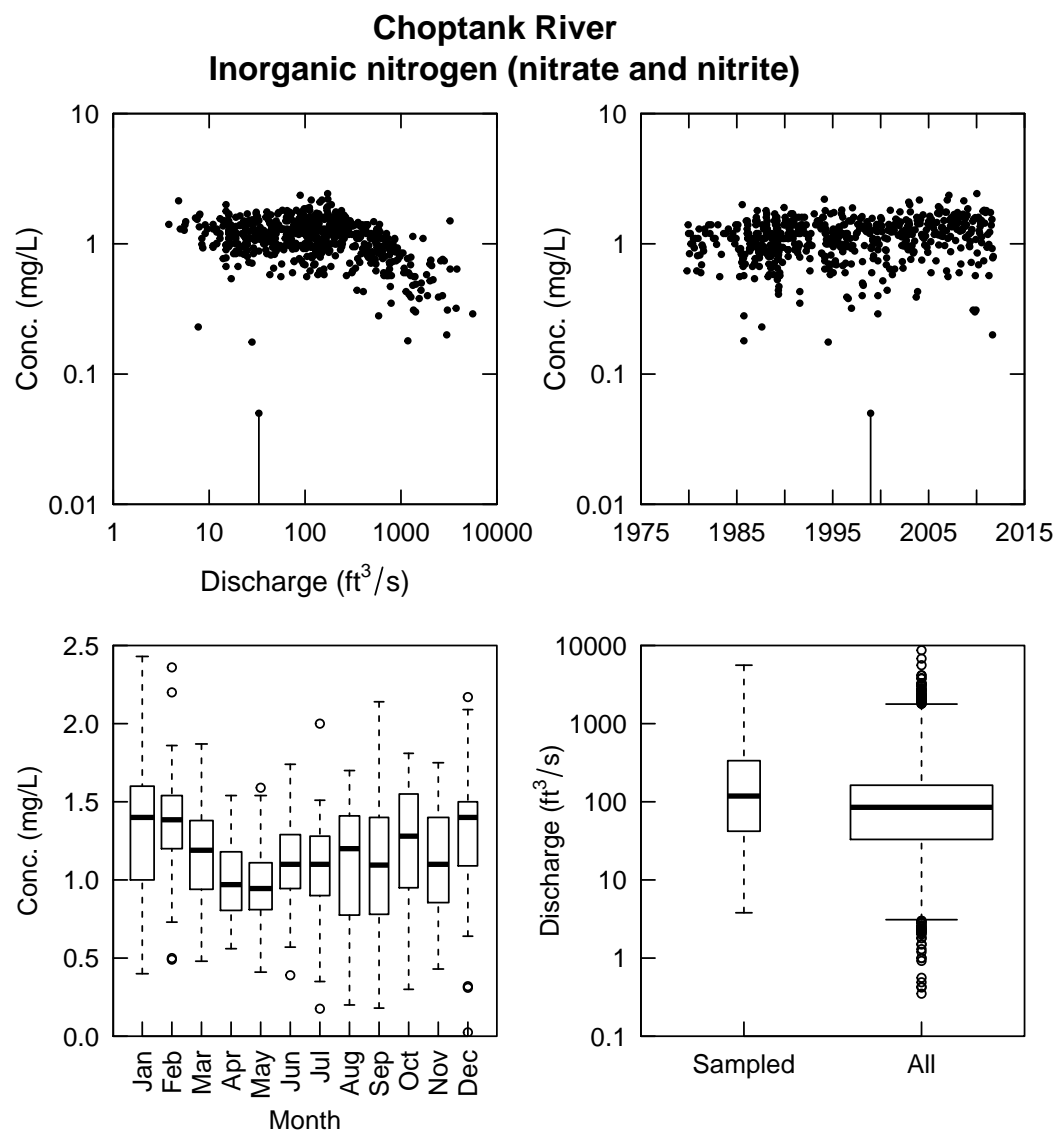 Choptank River
Inorganic nitrogen (nitrate and nitrite)
10
1
0.1
0.01
Conc. (mg/L)
1 10 100 1000 10000
Discharge (ft³/s)
10
1
0.1
0.01
Conc. (mg/L)
1975 1985 1995 2005 2015
2.5
2.0
1.5
1.0
0.5
0.0
Conc. (mg/L)
Jan Feb Mar Apr May Jun Jul Aug Sep Oct Nov Dec
Month
10000
1000
100
10
1
0.1
Discharge (ft³/s)
Sampled All